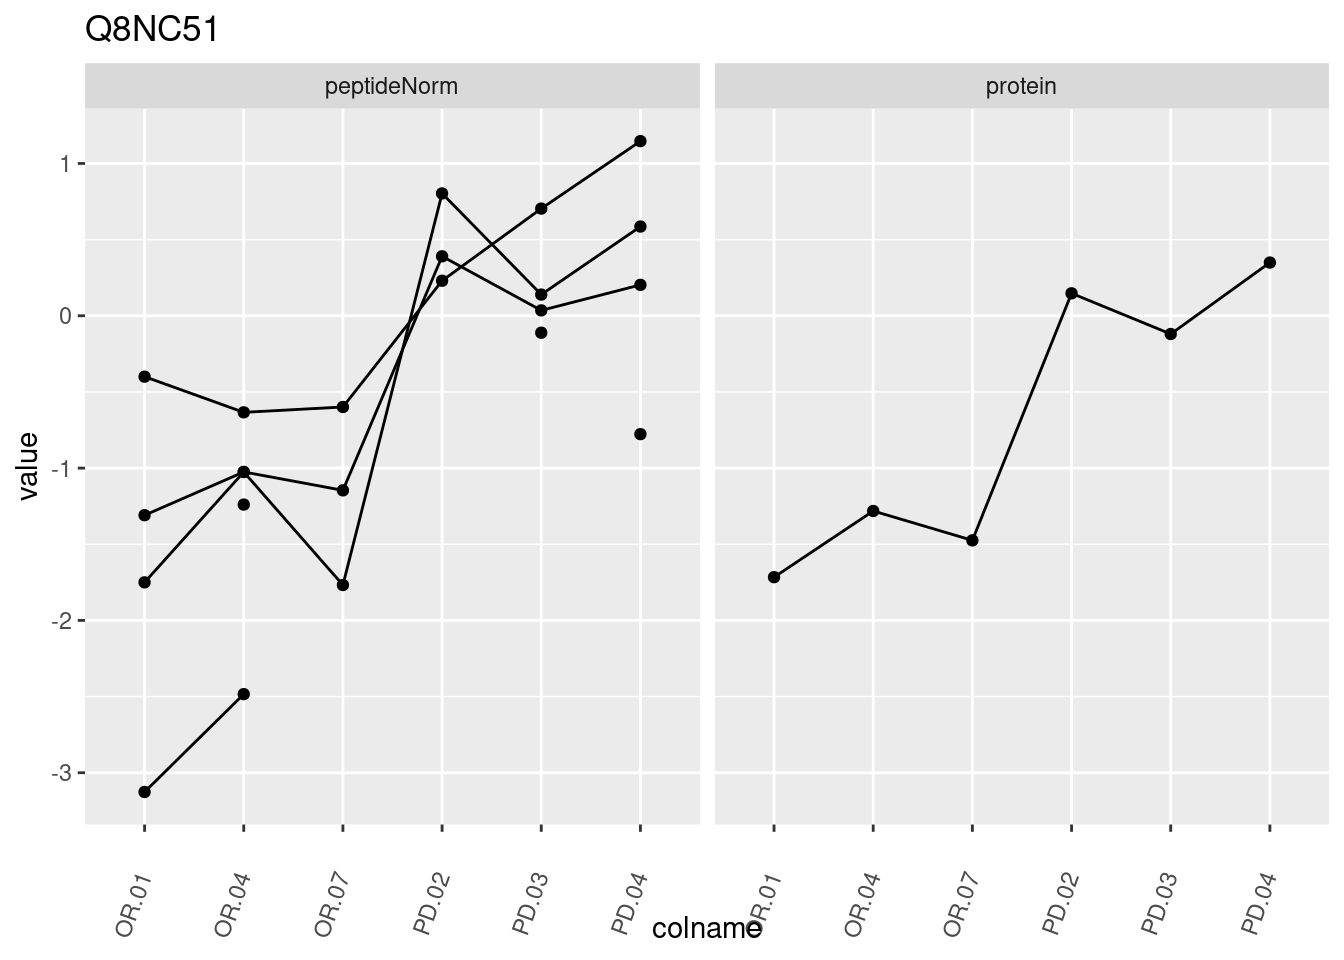 Q8NC51
peptideNorm
protein
value
1
0
-1
-2
-3
OR.01
OR.04
OR.07
PD.02
PD.03
PD.04
OR.01
OR.04
OR.07
PD.02
PD.03
PD.04
colname